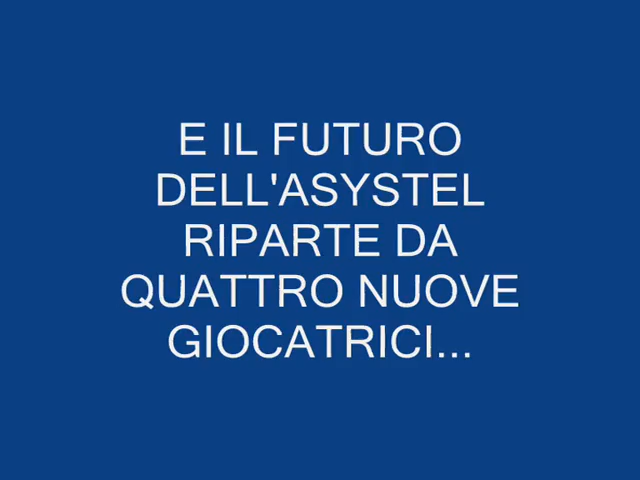 E IL FUTURO
DELL'ASYSTEL
RIPARTE DA
QUATTRO NUOVE
GIOCATRICI...